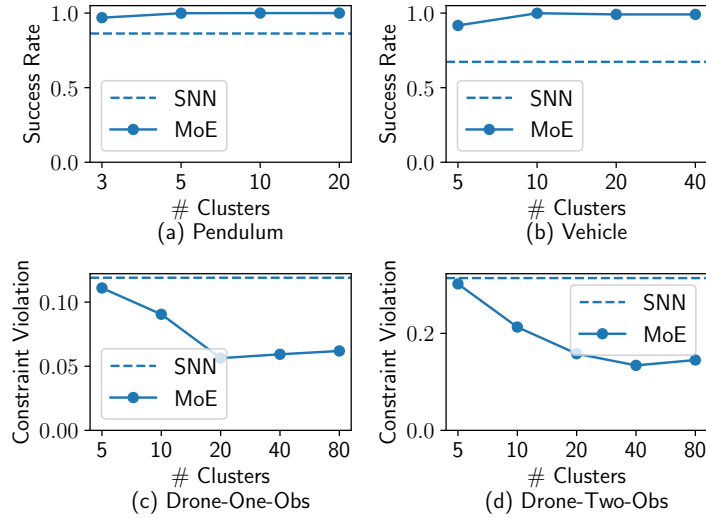 Success Rate
1.0
0.5
0.0
SNN
MoE
3 5 10 20
# Clusters
(a) Pendulum
Success Rate
1.0
0.5
0.0
SNN
MoE
5 10 20 40
# Clusters
(b) Vehicle
Constraint Violation
0.10
0.05
0.00
SNN
MoE
5 10 20 40 80
# Clusters
(c) Drone-One-Obs
Constraint Violation
0.2
0.0
SNN
MoE
5 10 20 40 80
# Clusters
(d) Drone-Two-Obs